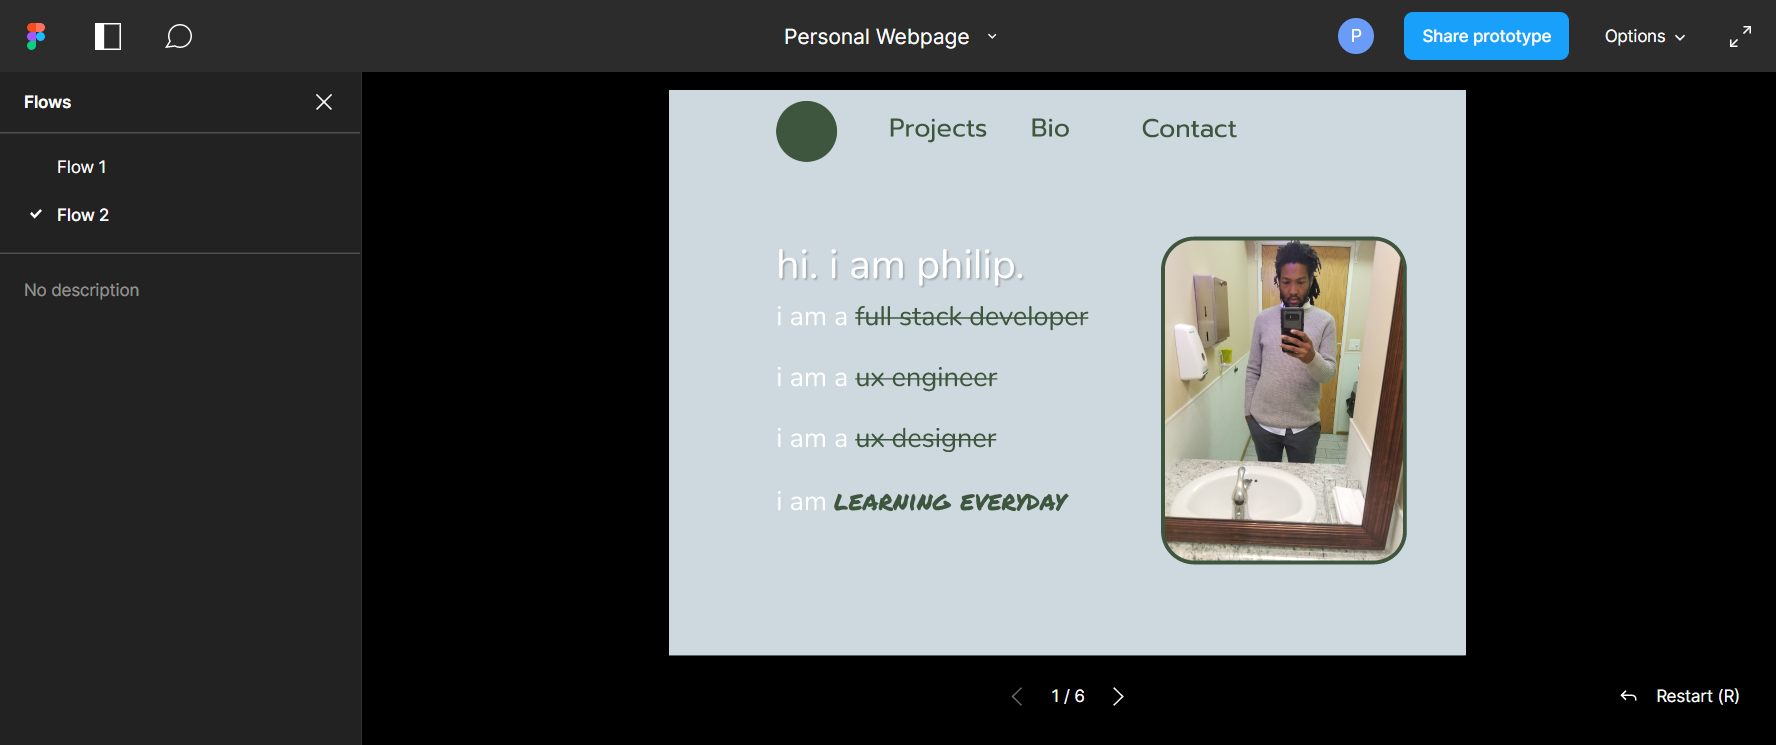 Personal Webpage
P
Share prototype
Options
Flows
Flow 1
Flow 2
No description
Projects Bio Contact
hi. i am philip.
i am a full stack developer
i am a ux engineer
i am a ux designer
i am LEARNING EVERYDAY
1 / 6
Restart (R)